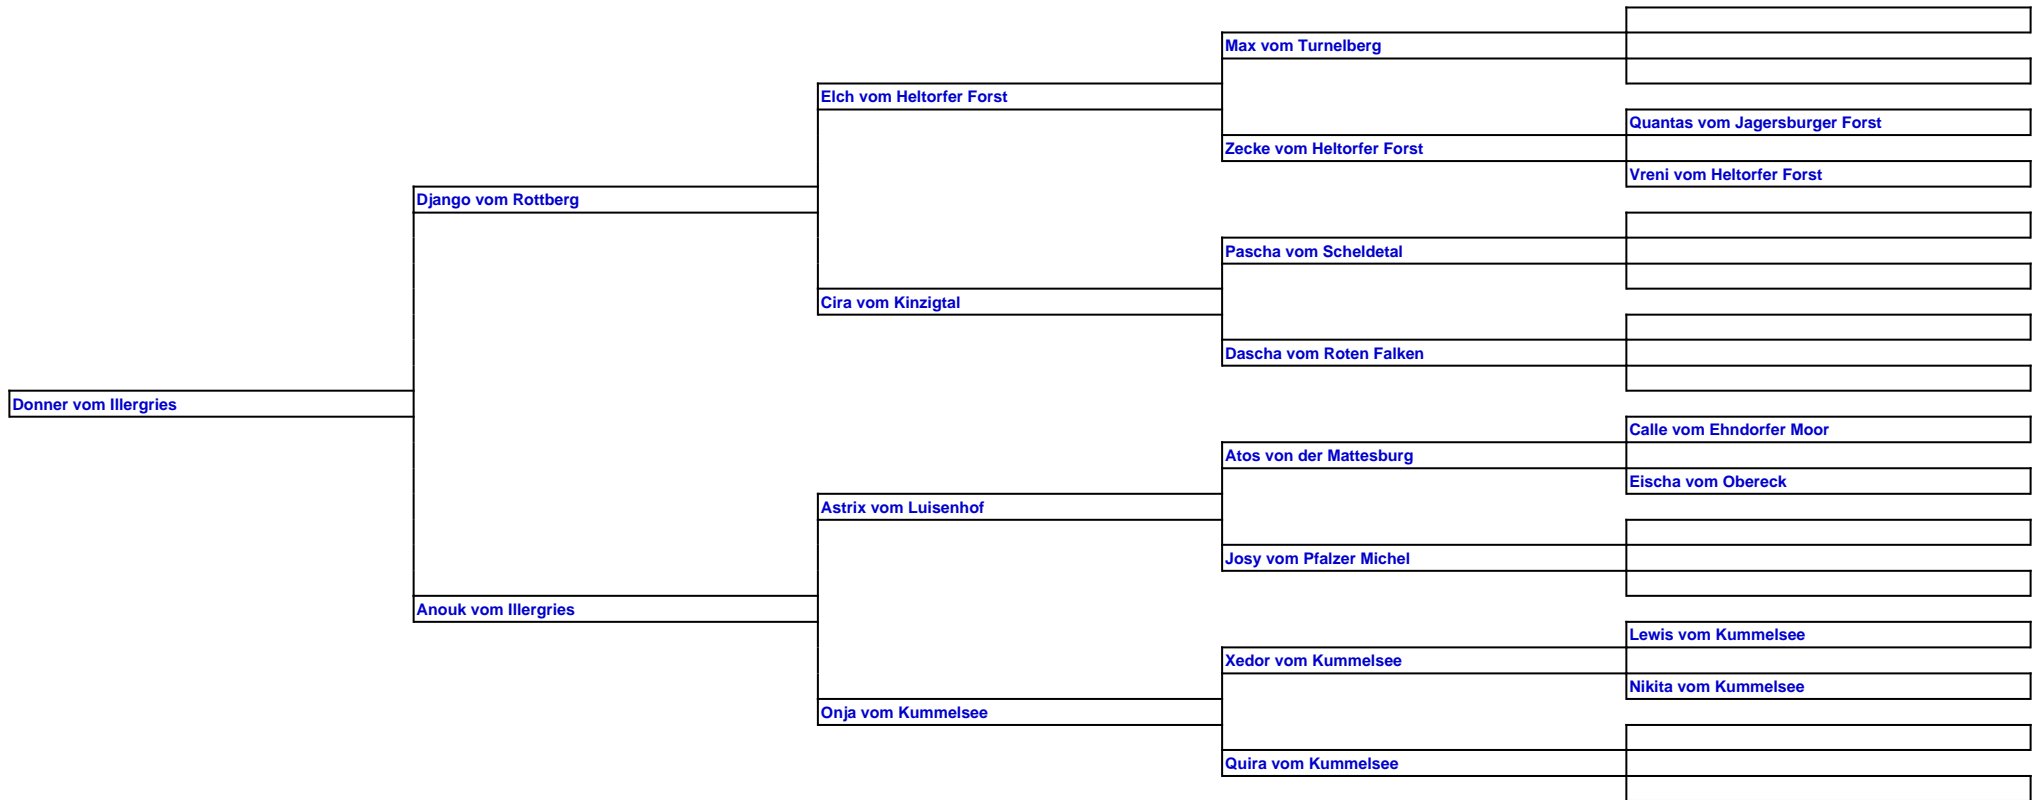 Max vom Turnelberg
Elch vom Heltorfer Forst
Quantas vom Jagersburger Forst
Zecke vom Heltorfer Forst
Vreni vom Heltorfer Forst
Django vom Rottberg
Pascha vom Scheldetal
Cira vom Kinzigtal
Dascha vom Roten Falken
Donner vom Illergries
Calle vom Ehndorfer Moor
Atos von der Mattesburg
Eischa vom Obereck
Astrix vom Luisenhof
Josy vom Pfalzer Michel
Anouk vom Illergries
Lewis vom Kummelsee
Xedor vom Kummelsee
Nikita vom Kummelsee
Onja vom Kummelsee
Quira vom Kummelsee